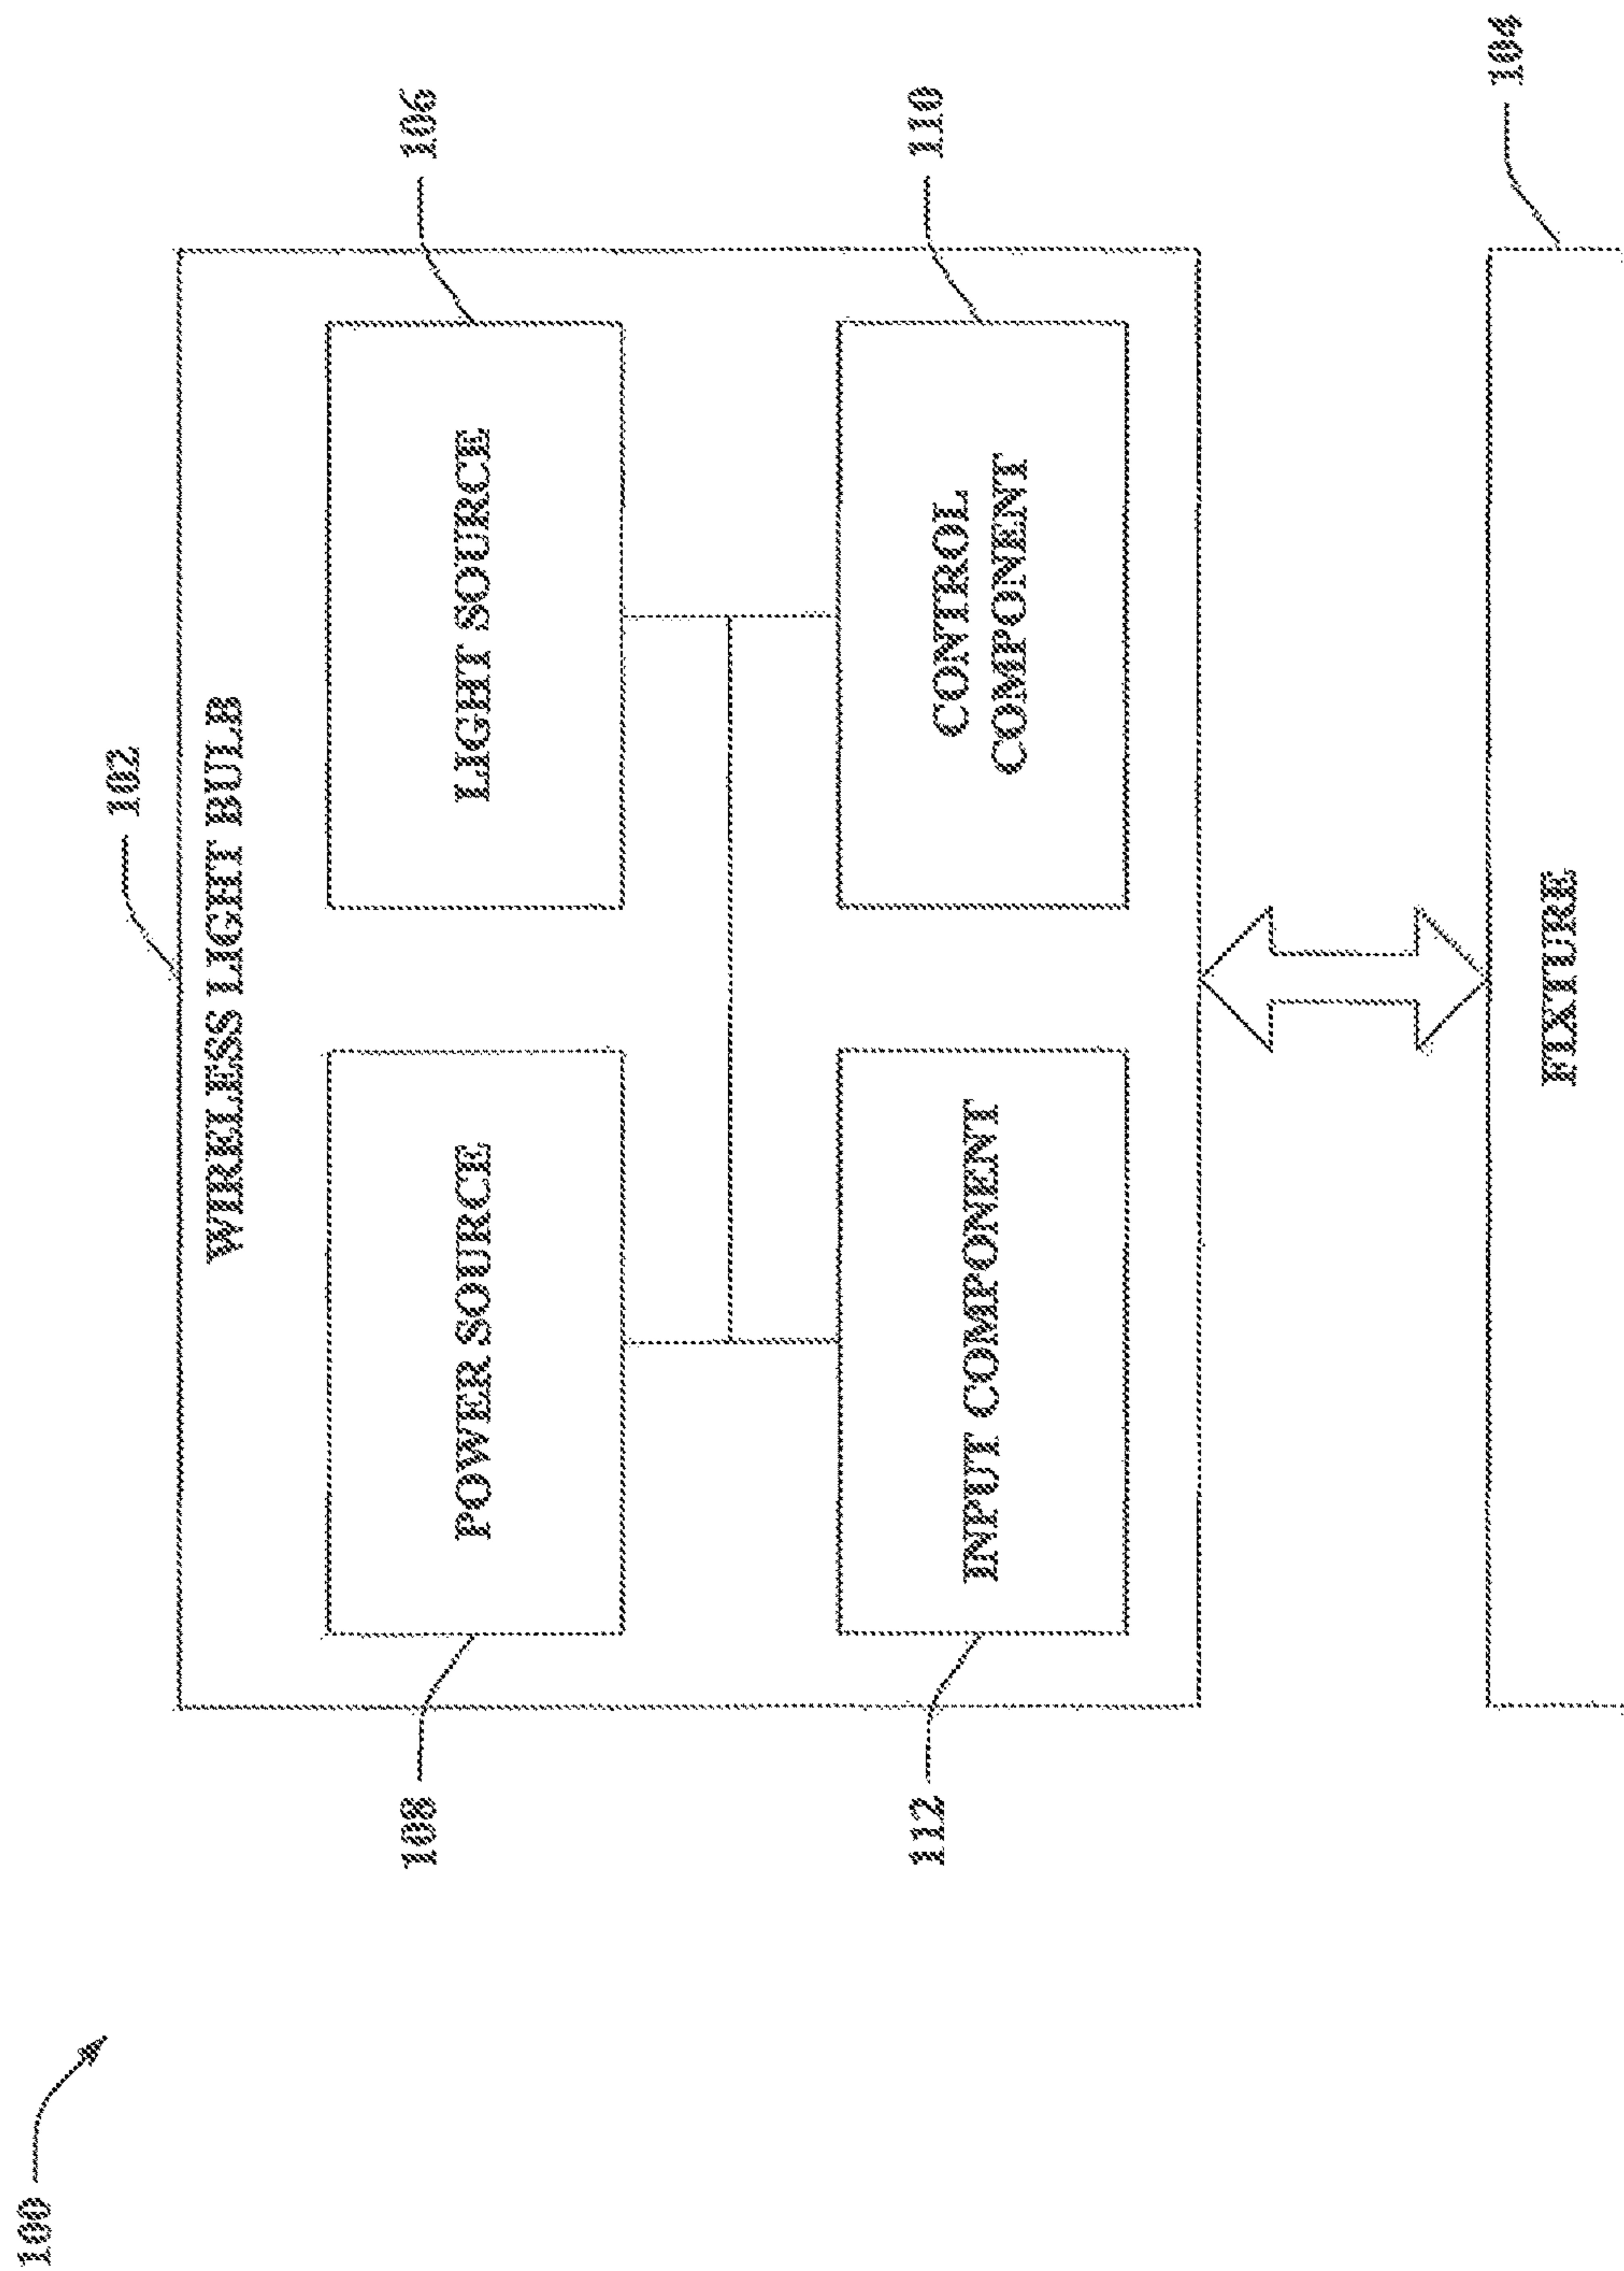 100
102
WIRELESS LIGHT BULB
108
POWER SOURCE
LIGHT SOURCE
106
112
INPUT COMPONENT
CONTROL
COMPONENT
110
FIXTURE
104